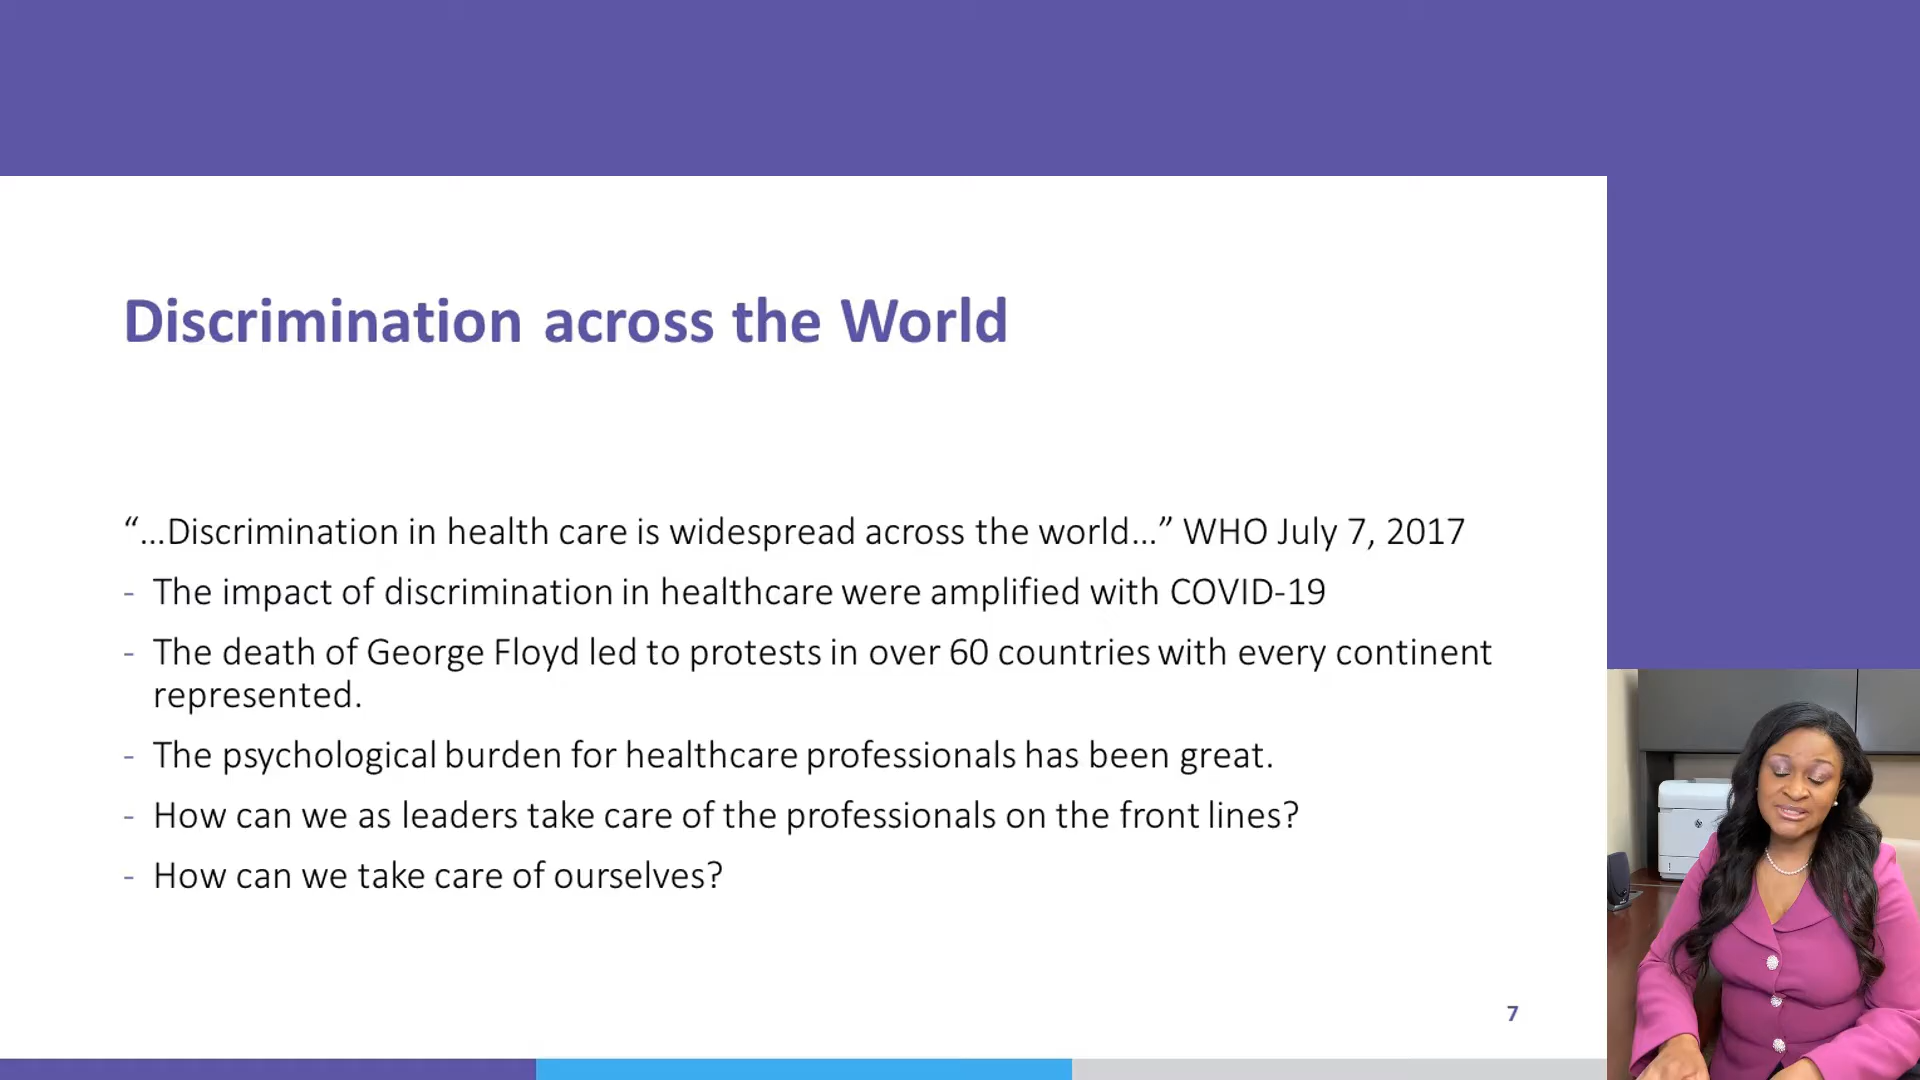 Discrimination across the World
“…Discrimination in health care is widespread across the world…” WHO July 7, 2017
- The impact of discrimination in healthcare were amplified with COVID-19
- The death of George Floyd led to protests in over 60 countries with every continent
represented.
- The psychological burden for healthcare professionals has been great.
- How can we as leaders take care of the professionals on the front lines?
- How can we take care of ourselves?
7